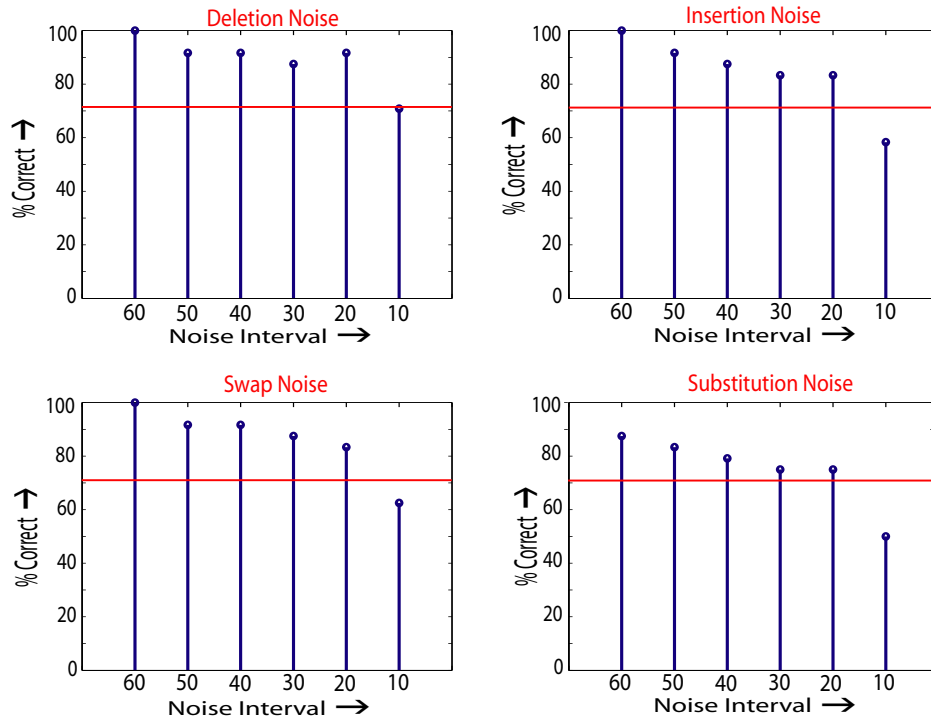 Deletion Noise
100
80
60
40
20
0
% Correct →
60 50 40 30 20 10
Noise Interval →
Insertion Noise
100
80
60
40
20
0
% Correct →
60 50 40 30 20 10
Noise Interval →
Swap Noise
100
80
60
40
20
0
% Correct →
60 50 40 30 20 10
Noise Interval →
Substitution Noise
100
80
60
40
20
0
% Correct →
60 50 40 30 20 10
Noise Interval →